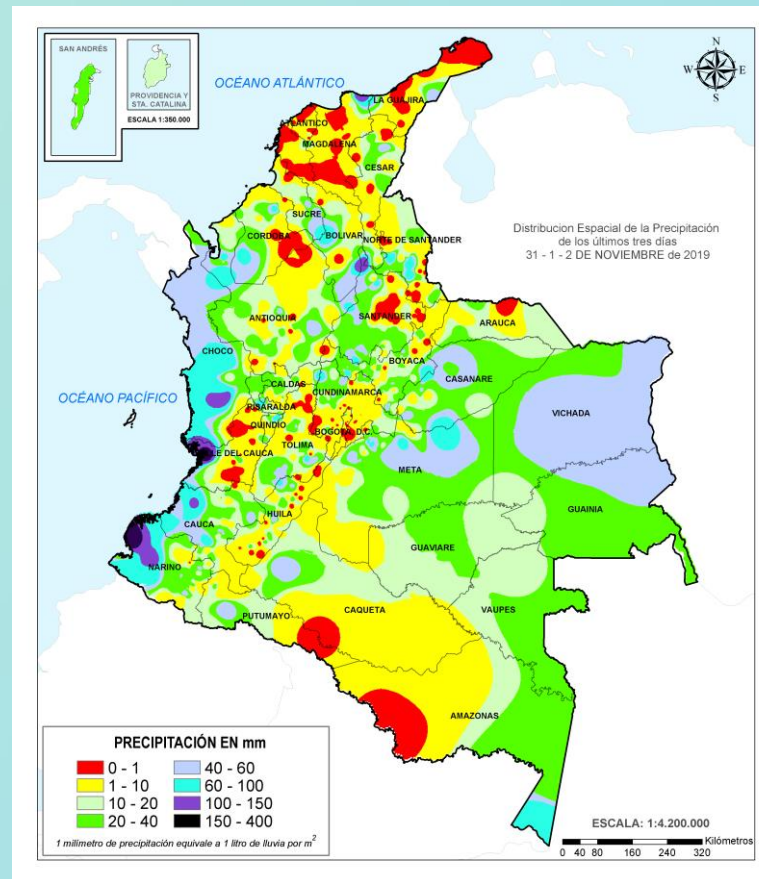 SAN ANDRÉS
PROVIDENCIA Y
STA. CATALINA
ESCALA 1:350.000
OCÉANO ATLÁNTICO
N
W E
S
LA GUAJIRA
ATLANTICO
MAGDALENA
CESAR
SUCRE
CORDOBA
BOLIVAR
NORTE DE SANTANDER
Distribucion Espacial de la Precipitación
de los últimos tres días
31 - 1 - 2 DE NOVIEMBRE de 2019
ANTIOQUIA
SANTANDER
ARAUCA
CHOCO
BOYACA
CASANARE
OCÉANO PACÍFICO
CALDAS
CUNDINAMARCA
RISARALDA
VICHADA
QUINDIO
BOGOTA, D.C.
TOLIMA
VALLE DEL CAUCA
META
GUAINIA
CAUCA
HUILA
GUAVIARE
NARIÑO
PUTUMAYO
CAQUETA
VAUPES
AMAZONAS
PRECIPITACIÓN EN mm
0 - 1
1 - 10
10 - 20
20 - 40
40 - 60
60 - 100
100 - 150
150 - 400
1 milímetro de precipitación equivale a 1 litro de lluvia por m²
ESCALA: 1:4.200.000
Kilómetros
0 40 80 160 240 320